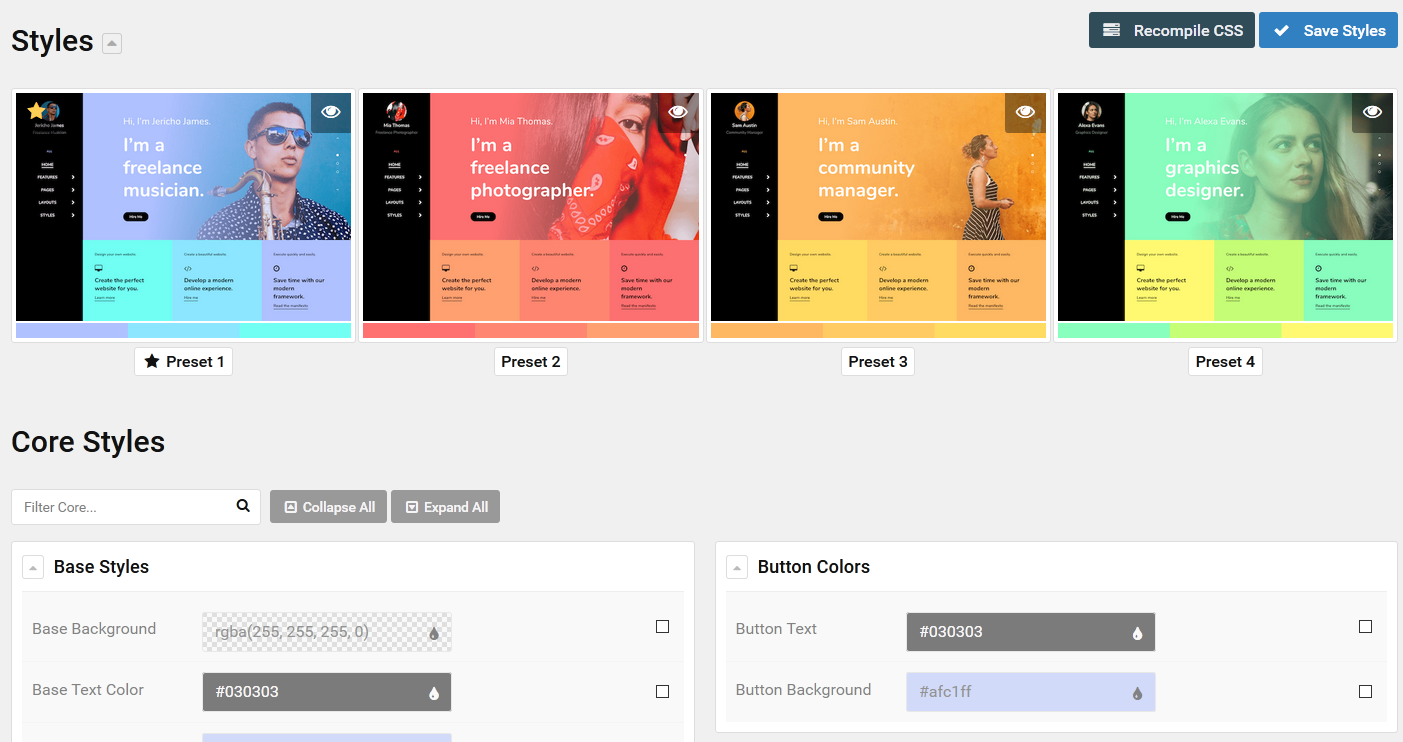 Styles
Recompile CSS
Save Styles
Jericho James
Freelance Musician
HOME
FEATURES
PAGES
LAYOUTS
STYLES
Hi, I'm Jericho James.
I'm a
freelance
musician.
Hire Me
Design your own website.
Create the perfect
website for you.
Learn more
Create a beautiful website.
Develop a modern
online experience.
Hire me
Execute quickly and easily.
Save time with our
modern
framework.
Read the manifesto
Mia Thomas
Freelance Photographer
HOME
FEATURES
PAGES
LAYOUTS
STYLES
Hi, I'm Mia Thomas.
I'm a
freelance
photographer.
Hire Me
Design your own website.
Create the perfect
website for you.
Learn more
Create a beautiful website.
Develop a modern
online experience.
Hire me
Execute quickly and easily.
Save time with our
modern
framework.
Read the manifesto
Sam Austin
Community Manager
HOME
FEATURES
PAGES
LAYOUTS
STYLES
Hi, I'm Sam Austin.
I'm a
community
manager.
Hire Me
Design your own website.
Create the perfect
website for you.
Learn more
Create a beautiful website.
Develop a modern
online experience.
Hire me
Execute quickly and easily.
Save time with our
modern
framework.
Read the manifesto
Alexa Evans
Graphics Designer
HOME
FEATURES
PAGES
LAYOUTS
STYLES
Hi, I'm Alexa Evans.
I'm a
graphics
designer.
Hire Me
Design your own website.
Create the perfect
website for you.
Learn more
Create a beautiful website.
Develop a modern
online experience.
Hire me
Execute quickly and easily.
Save time with our
modern
framework.
Read the manifesto
Preset 1
Preset 2
Preset 3
Preset 4
Core Styles
Filter Core...
Collapse All
Expand All
Base Styles
Base Background
rgba(255, 255, 255, 0)
Base Text Color
#030303
Button Colors
Button Text
#030303
Button Background
#afc1ff